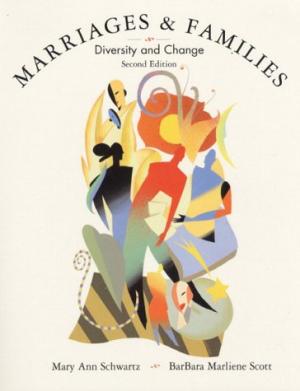 MARRIAGES & FAMILIES
Diversity and Change
Second Edition
Mary Ann Schwartz
BarBara Marliene Scott